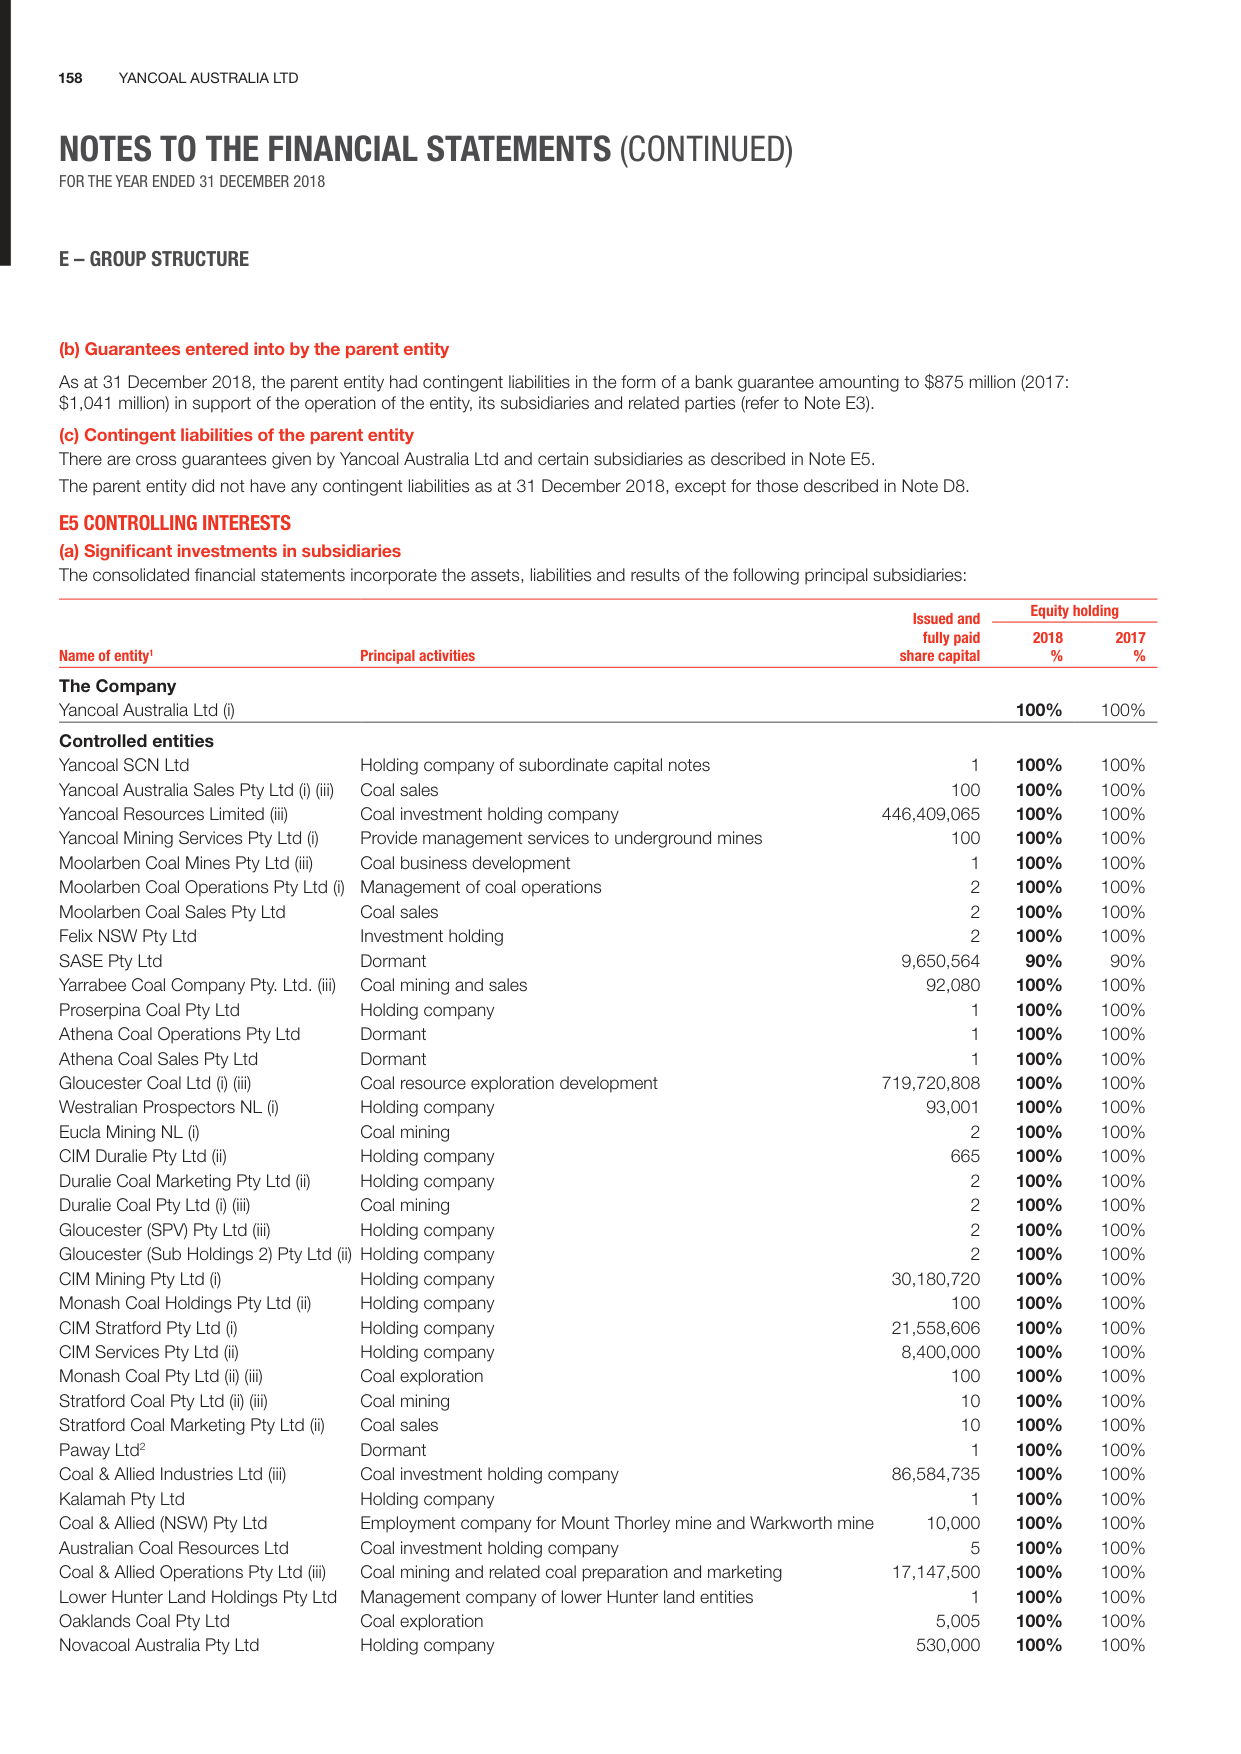 158 YANCOAL AUSTRALIA LTD
NOTES TO THE FINANCIAL STATEMENTS (CONTINUED)
FOR THE YEAR ENDED 31 DECEMBER 2018
E – GROUP STRUCTURE
(b) Guarantees entered into by the parent entity
As at 31 December 2018, the parent entity had contingent liabilities in the form of a bank guarantee amounting to $875 million (2017:
$1,041 million) in support of the operation of the entity, its subsidiaries and related parties (refer to Note E3).
(c) Contingent liabilities of the parent entity
There are cross guarantees given by Yancoal Australia Ltd and certain subsidiaries as described in Note E5.
The parent entity did not have any contingent liabilities as at 31 December 2018, except for those described in Note D8.
E5 CONTROLLING INTERESTS
(a) Significant investments in subsidiaries
The consolidated financial statements incorporate the assets, liabilities and results of the following principal subsidiaries:
Equity holding
Issued and
fully paid 2018 2017
Name of entity¹ Principal activities share capital % %
The Company
Yancoal Australia Ltd (i) 100% 100%
Controlled entities
Yancoal SCN Ltd Holding company of subordinate capital notes 1 100% 100%
Yancoal Australia Sales Pty Ltd (i) (iii) Coal sales 100 100% 100%
Yancoal Resources Limited (iii) Coal investment holding company 446,409,065 100% 100%
Yancoal Mining Services Pty Ltd (i) Provide management services to underground mines 100 100% 100%
Moolarben Coal Mines Pty Ltd (iii) Coal business development 1 100% 100%
Moolarben Coal Operations Pty Ltd (i) Management of coal operations 2 100% 100%
Moolarben Coal Sales Pty Ltd Coal sales 2 100% 100%
Felix NSW Pty Ltd Investment holding 2 100% 100%
SASE Pty Ltd Dormant 9,650,564 90% 90%
Yarrabee Coal Company Pty. Ltd. (iii) Coal mining and sales 92,080 100% 100%
Proserpina Coal Pty Ltd Holding company 1 100% 100%
Athena Coal Operations Pty Ltd Dormant 1 100% 100%
Athena Coal Sales Pty Ltd Dormant 1 100% 100%
Gloucester Coal Ltd (i) (iii) Coal resource exploration development 719,720,808 100% 100%
Westralian Prospectors NL (i) Holding company 93,001 100% 100%
Eucla Mining NL (i) Coal mining 2 100% 100%
CIM Duralie Pty Ltd (ii) Holding company 665 100% 100%
Duralie Coal Marketing Pty Ltd (ii) Holding company 2 100% 100%
Duralie Coal Pty Ltd (i) (iii) Coal mining 2 100% 100%
Gloucester (SPV) Pty Ltd (iii) Holding company 2 100% 100%
Gloucester (Sub Holdings 2) Pty Ltd (ii) Holding company 2 100% 100%
CIM Mining Pty Ltd (i) Holding company 30,180,720 100% 100%
Monash Coal Holdings Pty Ltd (ii) Holding company 100 100% 100%
CIM Stratford Pty Ltd (i) Holding company 21,558,606 100% 100%
CIM Services Pty Ltd (ii) Holding company 8,400,000 100% 100%
Monash Coal Pty Ltd (ii) (iii) Coal exploration 100 100% 100%
Stratford Coal Pty Ltd (ii) (iii) Coal mining 10 100% 100%
Stratford Coal Marketing Pty Ltd (ii) Coal sales 10 100% 100%
Paway Ltd² Dormant 1 100% 100%
Coal & Allied Industries Ltd (iii) Coal investment holding company 86,584,735 100% 100%
Kalamah Pty Ltd Holding company 1 100% 100%
Coal & Allied (NSW) Pty Ltd Employment company for Mount Thorley mine and Warkworth mine 10,000 100% 100%
Australian Coal Resources Ltd Coal investment holding company 5 100% 100%
Coal & Allied Operations Pty Ltd (iii) Coal mining and related coal preparation and marketing 17,147,500 100% 100%
Lower Hunter Land Holdings Pty Ltd Management company of lower Hunter land entities 1 100% 100%
Oaklands Coal Pty Ltd Coal exploration 5,005 100% 100%
Novacoal Australia Pty Ltd Holding company 530,000 100% 100%